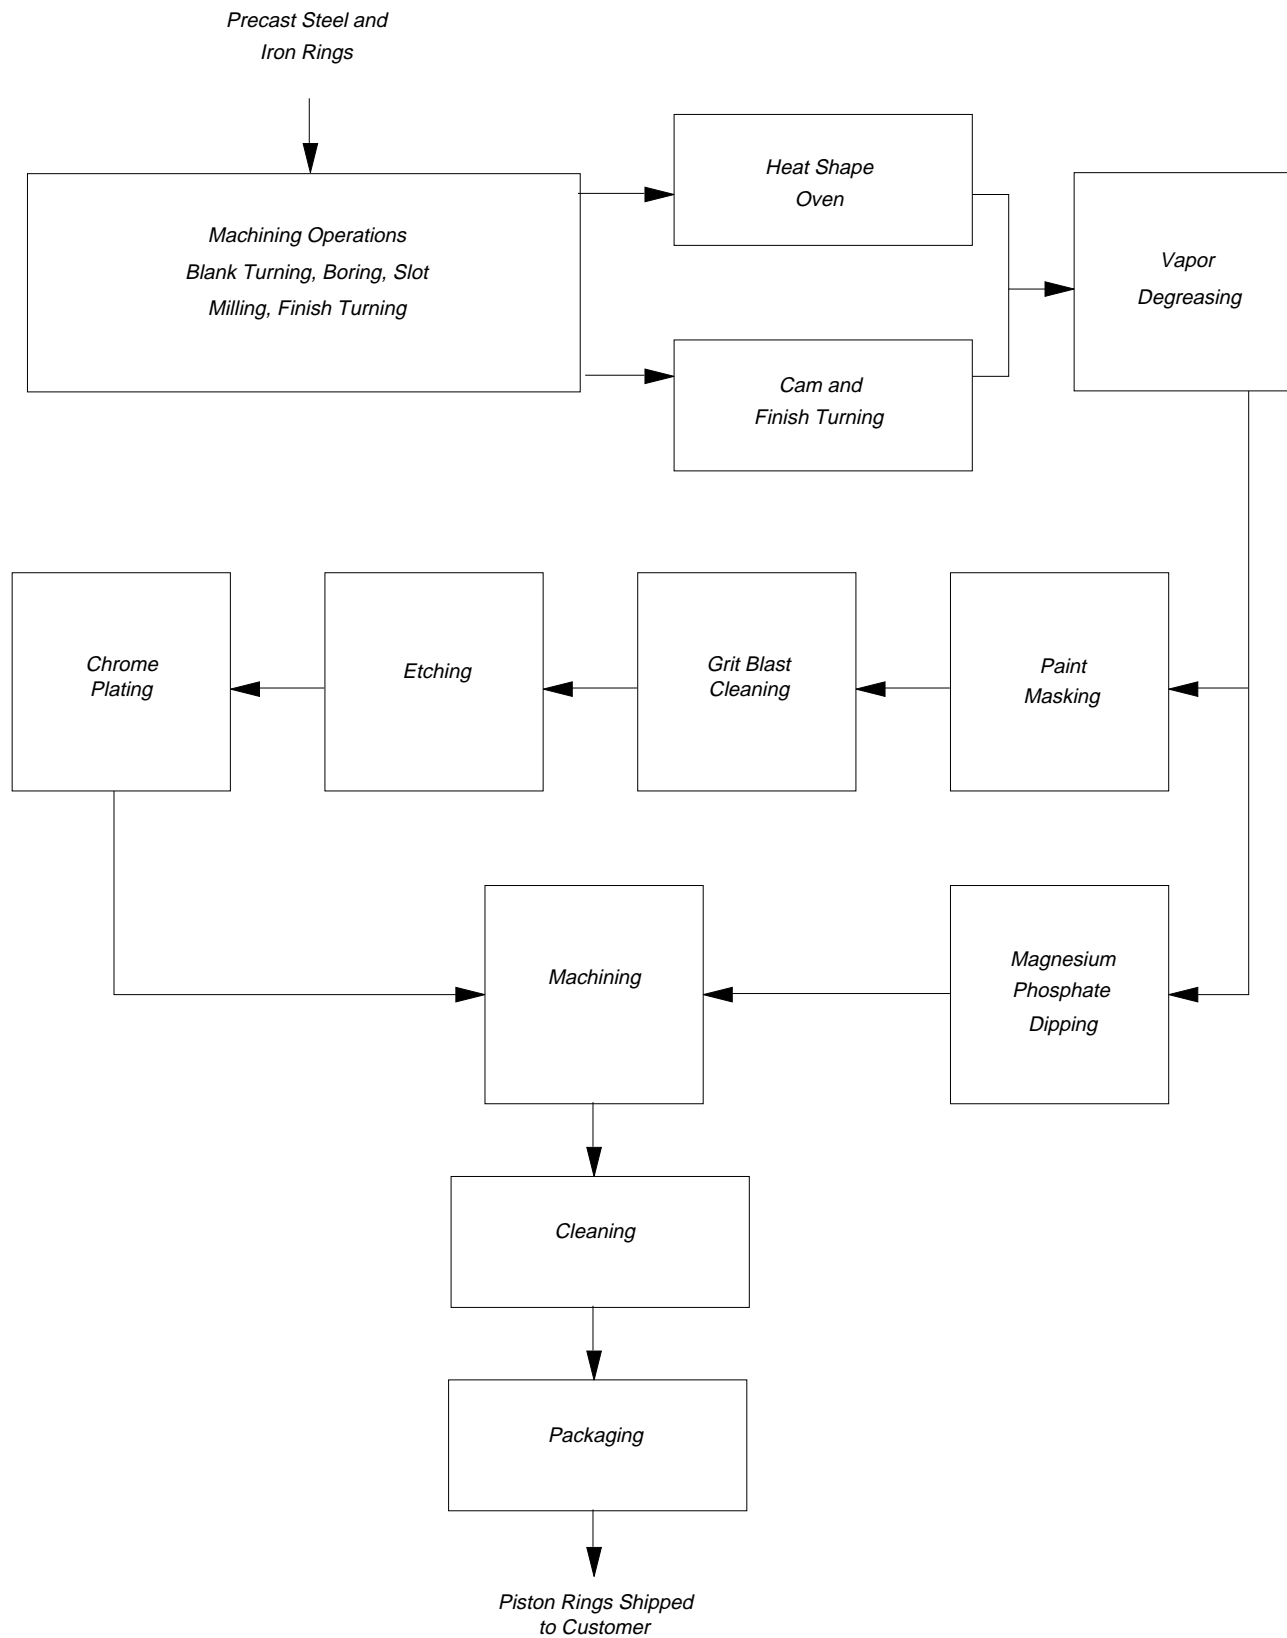 Precast Steel and
Iron Rings
Machining Operations
Blank Turning, Boring, Slot
Milling, Finish Turning
Heat Shape
Oven
Cam and
Finish Turning
Vapor
Degreasing
Chrome
Plating
Etching
Grit Blast
Cleaning
Paint
Masking
Machining
Magnesium
Phosphate
Dipping
Cleaning
Packaging
Piston Rings Shipped
to Customer